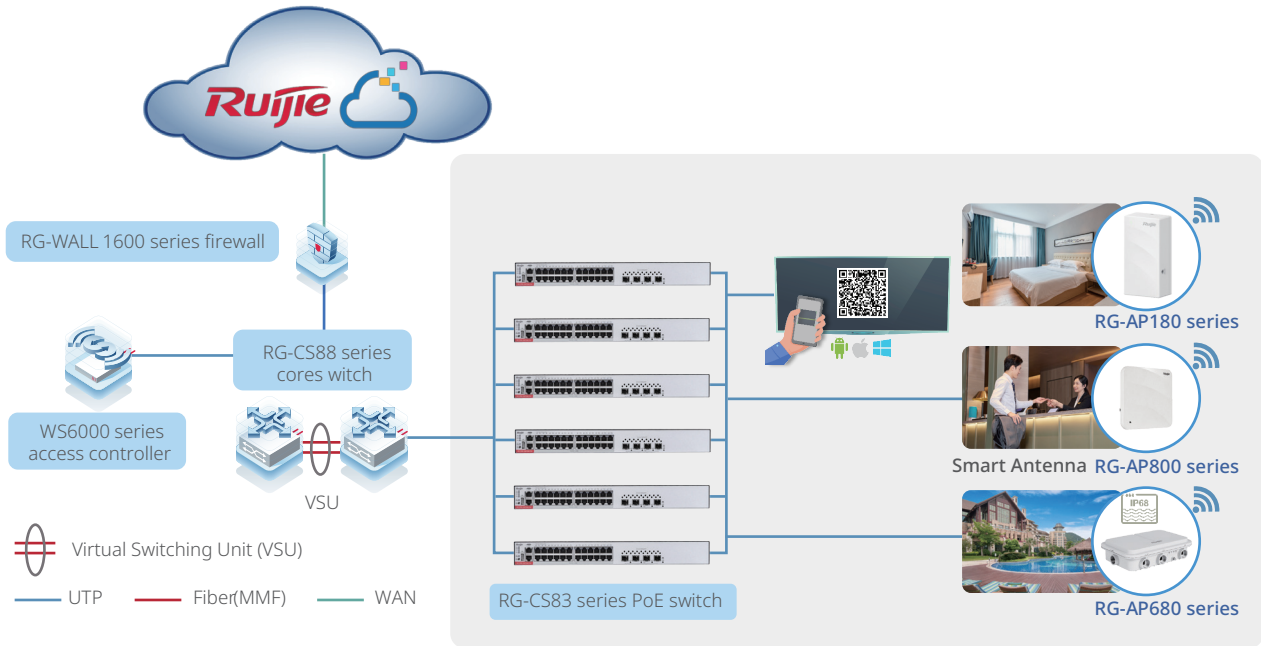 Ruijie
RG-WALL 1600 series firewall
RG-CS88 series
cores witch
WS6000 series
access controller
VSU
Virtual Switching Unit (VSU)
UTP
Fiber(MMF)
WAN
RG-CS83 series PoE switch
Ruijie
RG-AP180 series
Smart Antenna
RG-AP800 series
IP68
RG-AP680 series